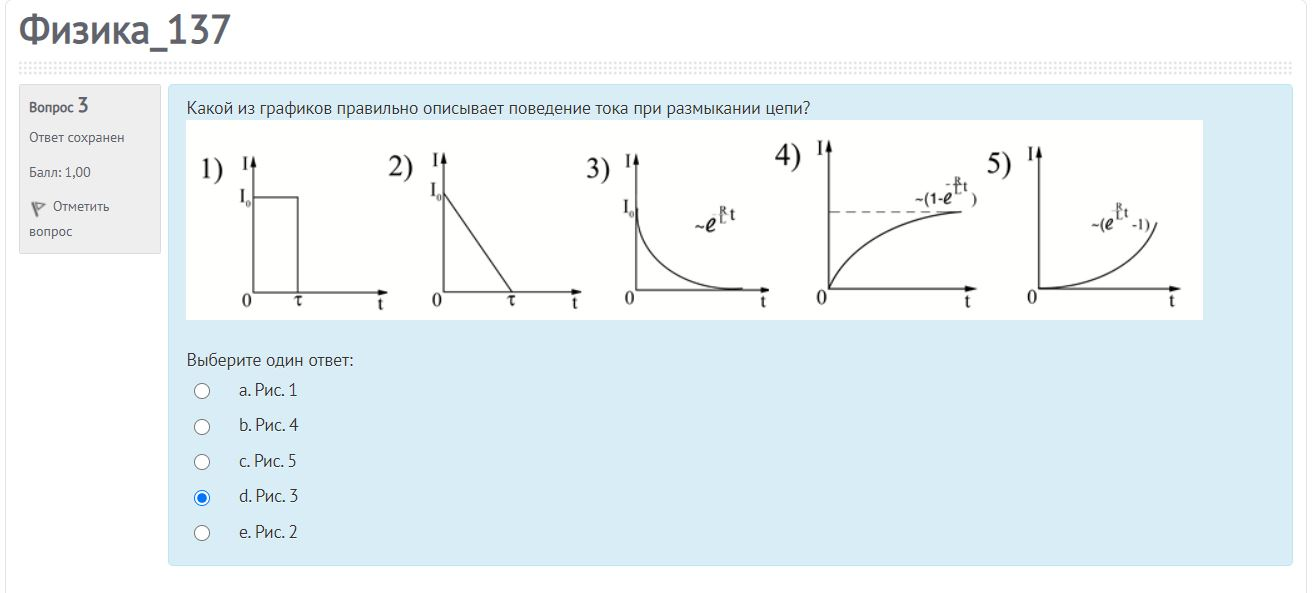 Физика_137
Вопрос 3
Ответ сохранен
Балл: 1,00
Отметить
вопрос
Какой из графиков правильно описывает поведение тока при размыкании цепи?
1) I I₀ 0 τ t
2) I I₀ 0 τ t
3) I I₀ 0 t
4) I 0 t
5) I 0 t
Выберите один ответ:
a. Рис. 1
b. Рис. 4
c. Рис. 5
d. Рис. 3
e. Рис. 2